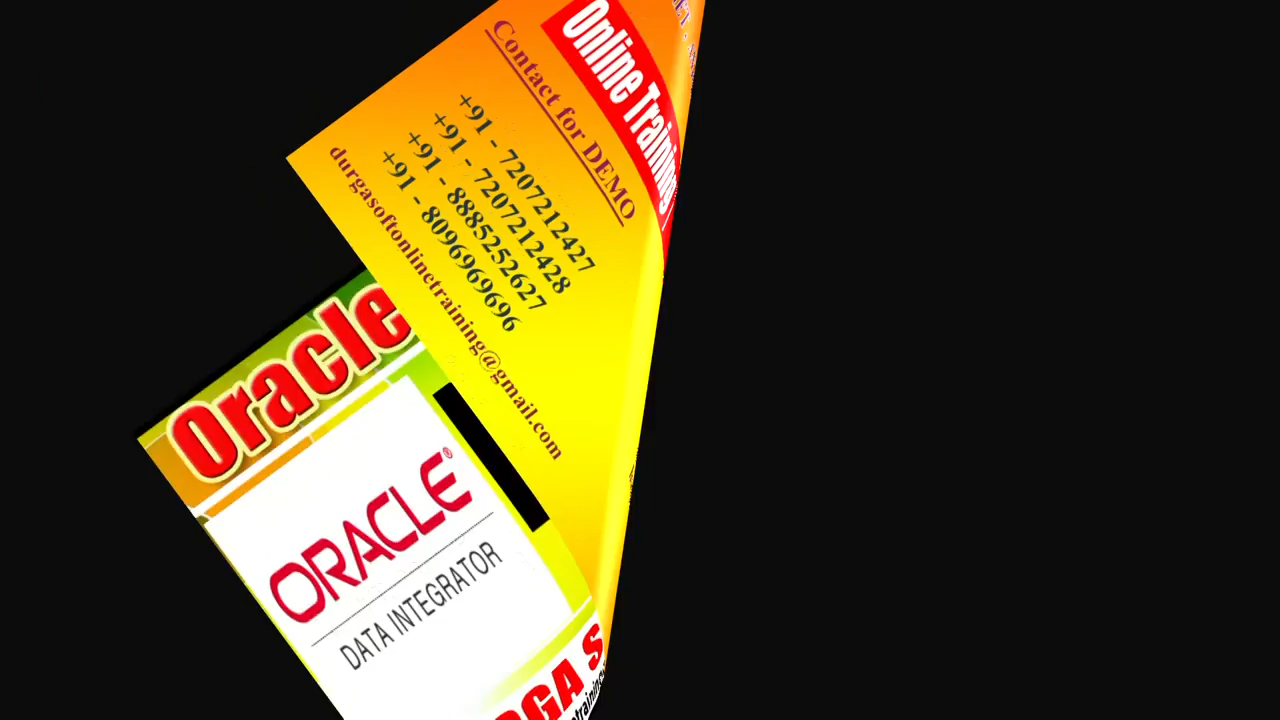 Online Training
Contact for DEMO
+91 - 7207212427
+91 - 7207212428
+91 - 8885252627
+91 - 8096969696
durgasoftonlinetraining@gmail.com
Oracle
ORACLE®
DATA INTEGRATOR